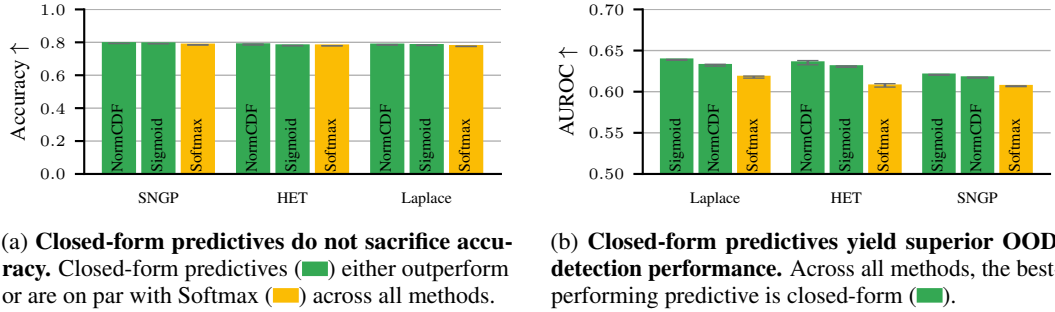 1.0
0.8
0.6
0.4
0.2
0.0
Accuracy ↑
NormCDF
Sigmoid
Softmax
NormCDF
Sigmoid
Softmax
NormCDF
Sigmoid
Softmax
SNGP
HET
Laplace
(a) Closed-form predictives do not sacrifice accu-
racy. Closed-form predictives ( ) either outperform
or are on par with Softmax ( ) across all methods.
0.70
0.65
0.60
0.55
0.50
AUROC ↑
Sigmoid
NormCDF
Softmax
NormCDF
Sigmoid
Softmax
Sigmoid
NormCDF
Softmax
Laplace
HET
SNGP
(b) Closed-form predictives yield superior OOD
detection performance. Across all methods, the best
performing predictive is closed-form ( ).